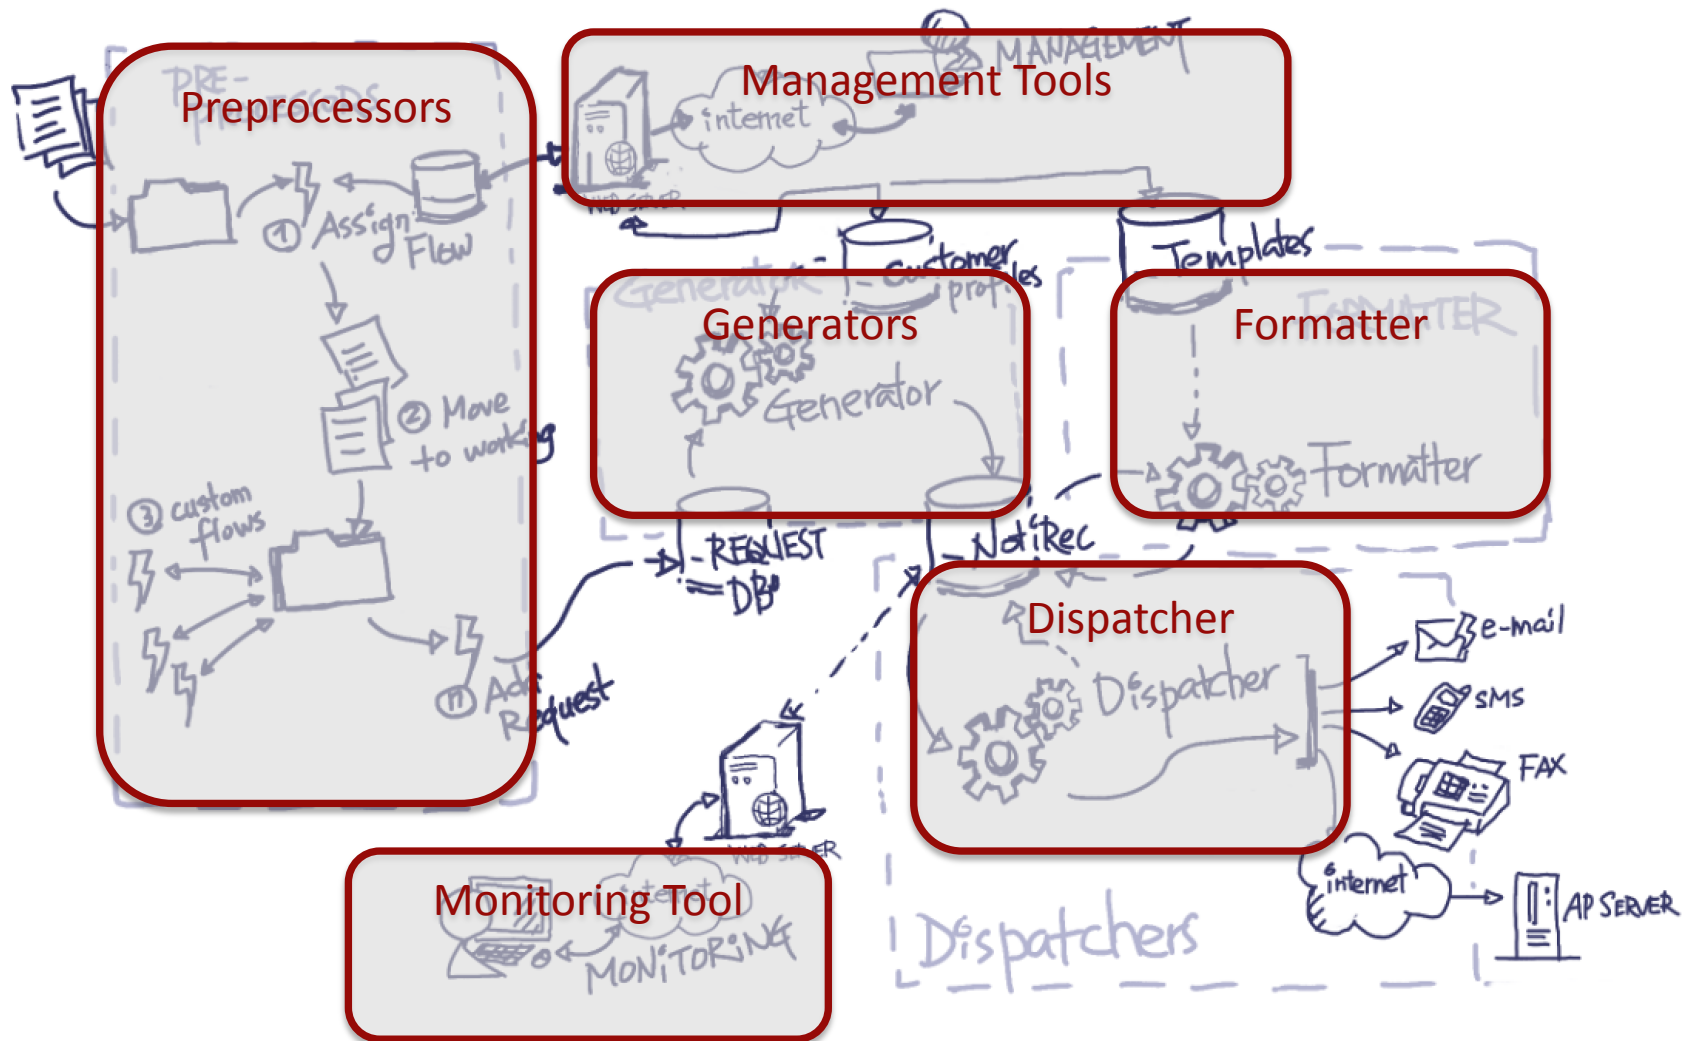 PRE-
PROCESSORS
Preprocessors
① Assign
Flow
② Move
to working
③ custom
flows
ⓝ Add
Request
MANAGEMENT
Management Tools
internet
WEB SERVER
- Customer
profiles
- Templates
Generator
Generators
Generator
FORMATTER
Formatter
Formatter
- REQUEST
DB
- NotiRec
Dispatcher
Dispatcher
e-mail
SMS
FAX
internet
AP SERVER
Dispatchers
WEB SERVER
Monitoring Tool
internet
MONiTORiNG